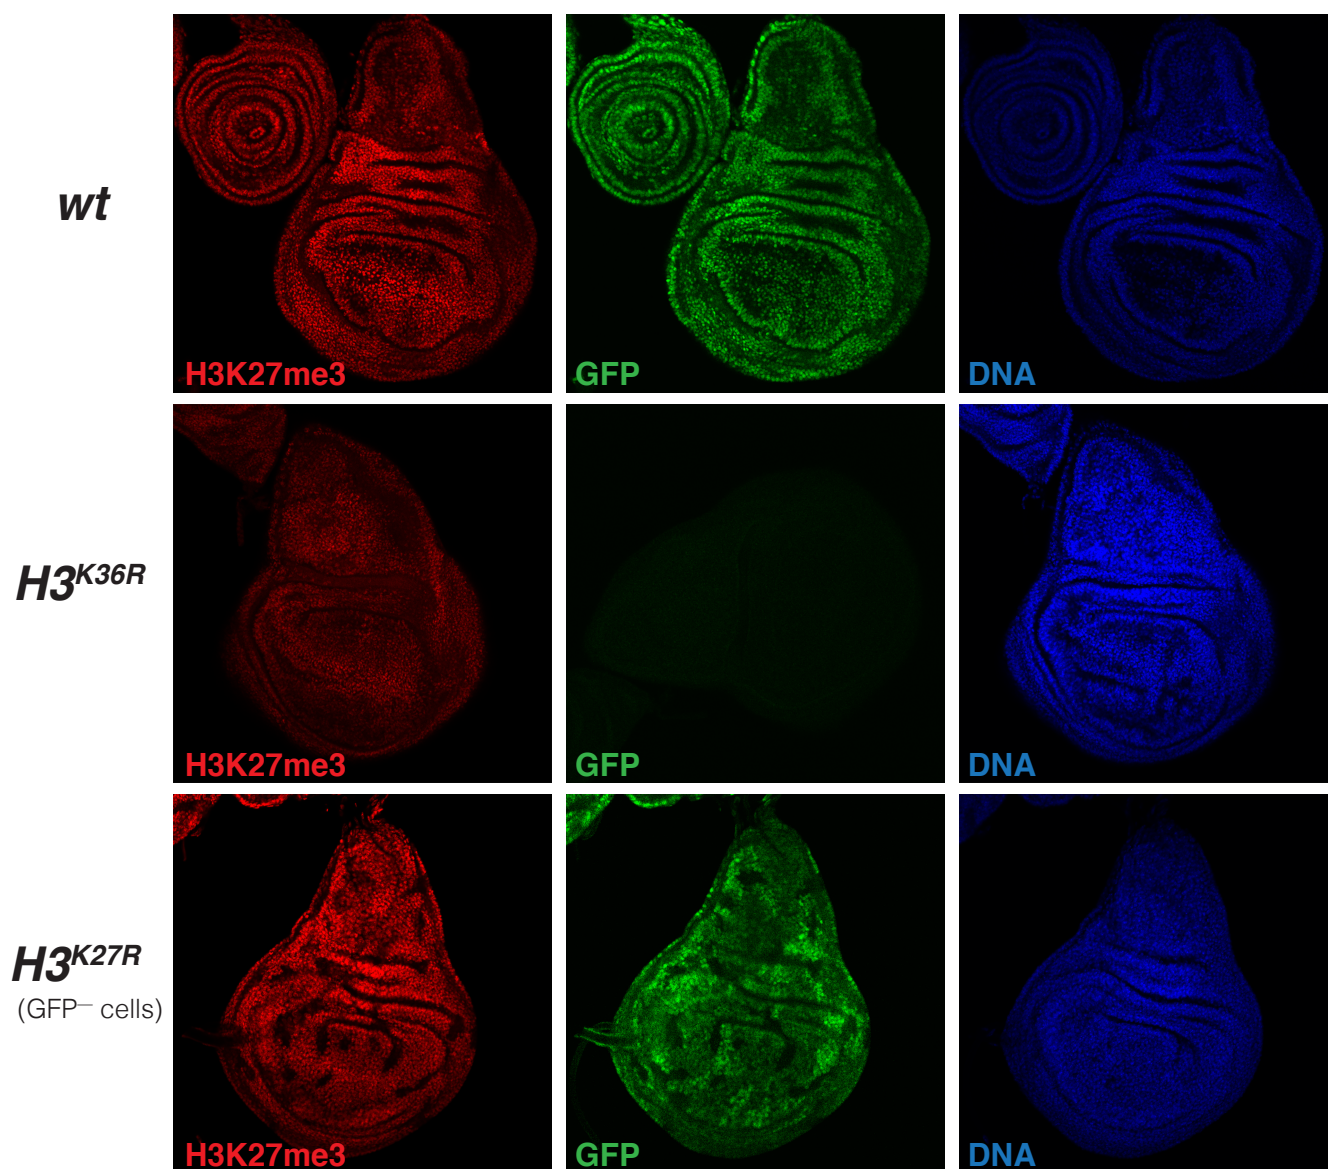 wt
H3K27me3
GFP
DNA
H3K36R
H3K27me3
GFP
DNA
H3K27R
(GFP— cells)
H3K27me3
GFP
DNA